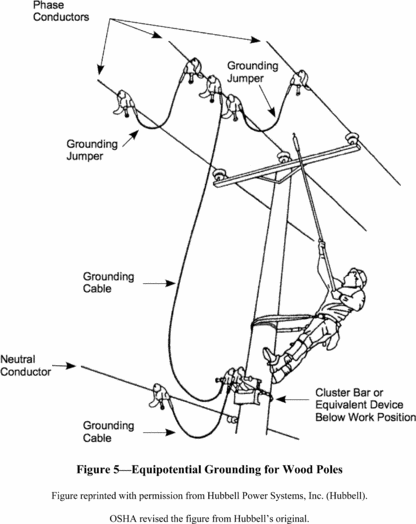 Phase
Conductors
Grounding
Jumper
Grounding
Jumper
Grounding
Cable
Neutral
Conductor
Cluster Bar or
Equivalent Device
Below Work Position
Grounding
Cable
Figure 5—Equipotential Grounding for Wood Poles
Figure reprinted with permission from Hubbell Power Systems, Inc. (Hubbell).
OSHA revised the figure from Hubbell’s original.